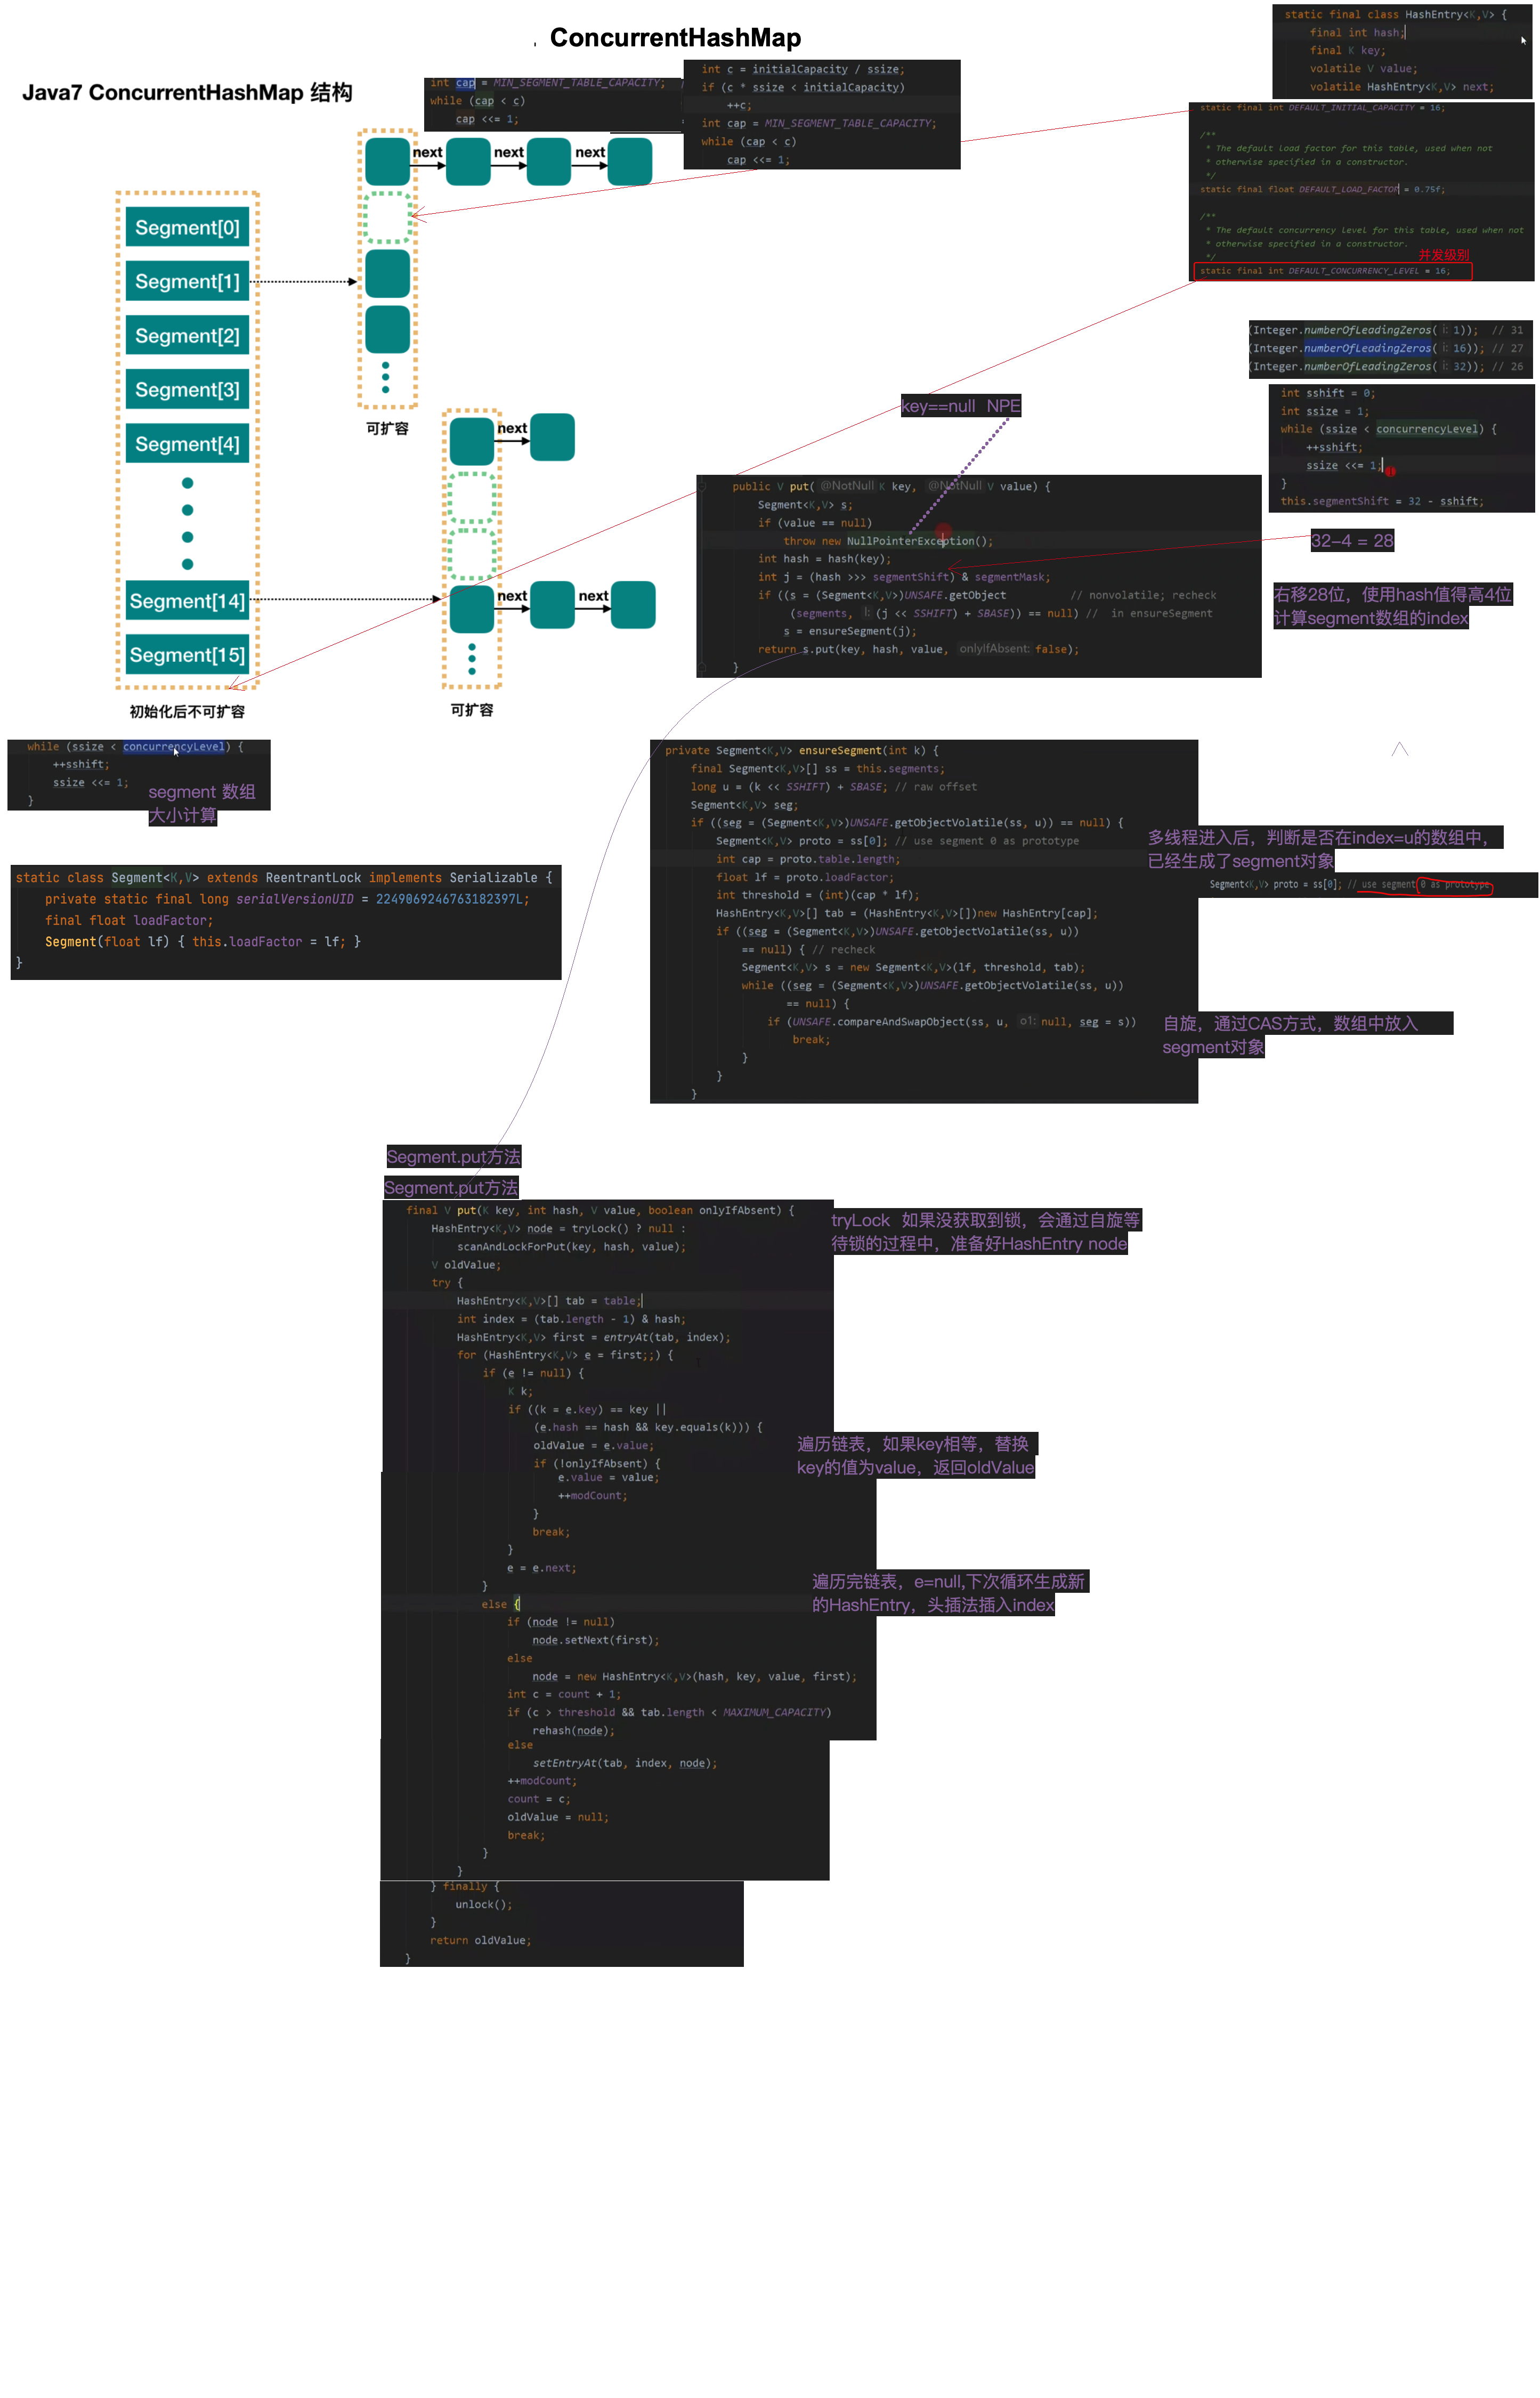 ConcurrentHashMap
Java7 ConcurrentHashMap 结构
int cap = MIN_SEGMENT_TABLE_CAPACITY;
while (cap < c)
cap <<= 1;
int c = initialCapacity / ssize;
if (c * ssize < initialCapacity)
++c;
int cap = MIN_SEGMENT_TABLE_CAPACITY;
while (cap < c)
cap <<= 1;
static final class HashEntry<K,V> {
final int hash;
final K key;
volatile V value;
volatile HashEntry<K,V> next;
static final int DEFAULT_INITIAL_CAPACITY = 16;
/**
* The default load factor for this table, used when not
* otherwise specified in a constructor.
*/
static final float DEFAULT_LOAD_FACTOR = 0.75f;
/**
* The default concurrency level for this table, used when not
* otherwise specified in a constructor.
并发级别
*/
static final int DEFAULT_CONCURRENCY_LEVEL = 16;
next
next
next
Segment[0]
Segment[1]
Segment[2]
Segment[3]
Segment[4]
Segment[14]
Segment[15]
初始化后不可扩容
可扩容
next
next
next
可扩容
(Integer.numberOfLeadingZeros( i: 1)); // 31
(Integer.numberOfLeadingZeros( i: 16)); // 27
(Integer.numberOfLeadingZeros( i: 32)); // 26
int sshift = 0;
int ssize = 1;
while (ssize < concurrencyLevel) {
++sshift;
ssize <<= 1;
}
this.segmentShift = 32 - sshift;
32-4 = 28
右移28位，使用hash值得高4位
计算segment数组的index
key==null NPE
public V put( @NotNull K key, @NotNull V value) {
Segment<K,V> s;
if (value == null)
throw new NullPointerException();
int hash = hash(key);
int j = (hash >>> segmentShift) & segmentMask;
if ((s = (Segment<K,V>)UNSAFE.getObject // nonvolatile; recheck
(segments, l: (j << SSHIFT) + SBASE)) == null) // in ensureSegment
s = ensureSegment(j);
return s.put(key, hash, value, onlyIfAbsent: false);
}
while (ssize < concurrencyLevel) {
++sshift;
ssize <<= 1;
}
segment 数组
大小计算
static class Segment<K,V> extends ReentrantLock implements Serializable {
private static final long serialVersionUID = 2249069246763182397L;
final float loadFactor;
Segment(float lf) { this.loadFactor = lf; }
}
private Segment<K,V> ensureSegment(int k) {
final Segment<K,V>[] ss = this.segments;
long u = (k << SSHIFT) + SBASE; // raw offset
Segment<K,V> seg;
if ((seg = (Segment<K,V>)UNSAFE.getObjectVolatile(ss, u)) == null) {
Segment<K,V> proto = ss[0]; // use segment 0 as prototype
int cap = proto.table.length;
float lf = proto.loadFactor;
int threshold = (int)(cap * lf);
HashEntry<K,V>[] tab = (HashEntry<K,V>[])new HashEntry[cap];
if ((seg = (Segment<K,V>)UNSAFE.getObjectVolatile(ss, u))
== null) { // recheck
Segment<K,V> s = new Segment<K,V>(lf, threshold, tab);
while ((seg = (Segment<K,V>)UNSAFE.getObjectVolatile(ss, u))
== null) {
if (UNSAFE.compareAndSwapObject(ss, u, o1: null, seg = s))
break;
}
}
}
多线程进入后，判断是否在index=u的数组中，
已经生成了segment对象
Segment<K,V> proto = ss[0]; // use segment 0 as prototype
自旋，通过CAS方式，数组中放入
segment对象
Segment.put方法
Segment.put方法
final V put(K key, int hash, V value, boolean onlyIfAbsent) {
HashEntry<K,V> node = tryLock() ? null :
scanAndLockForPut(key, hash, value);
V oldValue;
try {
HashEntry<K,V>[] tab = table;
int index = (tab.length - 1) & hash;
HashEntry<K,V> first = entryAt(tab, index);
for (HashEntry<K,V> e = first;;) {
if (e != null) {
K k;
if ((k = e.key) == key ||
(e.hash == hash && key.equals(k))) {
oldValue = e.value;
if (!onlyIfAbsent) {
e.value = value;
++modCount;
}
break;
}
e = e.next;
}
else {
if (node != null)
node.setNext(first);
else
node = new HashEntry<K,V>(hash, key, value, first);
int c = count + 1;
if (c > threshold && tab.length < MAXIMUM_CAPACITY)
rehash(node);
else
setEntryAt(tab, index, node);
++modCount;
count = c;
oldValue = null;
break;
}
}
} finally {
unlock();
}
return oldValue;
}
tryLock 如果没获取到锁，会通过自旋等
待锁的过程中，准备好HashEntry node
遍历链表，如果key相等，替换
key的值为value，返回oldValue
遍历完链表，e=null,下次循环生成新
的HashEntry，头插法插入index